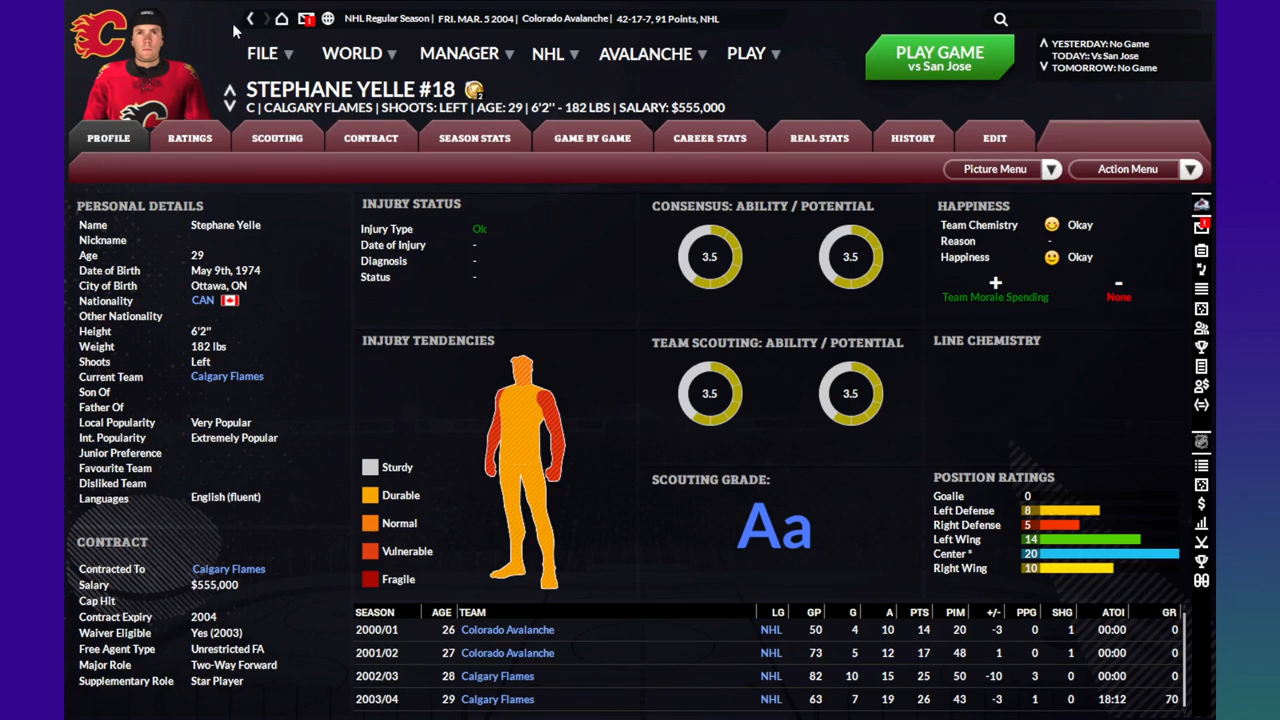 NHL Regular Season | FRI. MAR. 5 2004 | Colorado Avalanche | 42-17-7, 91 Points, NHL
FILE WORLD MANAGER NHL AVALANCHE PLAY
PLAY GAME
vs San Jose
YESTERDAY: No Game
TODAY:: Vs San Jose
TOMORROW: No Game
STEPHANE YELLE #18
C | CALGARY FLAMES | SHOOTS: LEFT | AGE: 29 | 6'2" - 182 LBS | SALARY: $555,000
PROFILE RATINGS SCOUTING CONTRACT SEASON STATS GAME BY GAME CAREER STATS REAL STATS HISTORY EDIT
Picture Menu Action Menu
PERSONAL DETAILS
Name Stephane Yelle
Nickname
Age 29
Date of Birth May 9th, 1974
City of Birth Ottawa, ON
Nationality CAN
Other Nationality
Height 6'2"
Weight 182 lbs
Shoots Left
Current Team Calgary Flames
Son Of
Father Of
Local Popularity Very Popular
Int. Popularity Extremely Popular
Junior Preference
Favourite Team
Disliked Team
Languages English (fluent)
CONTRACT
Contracted To Calgary Flames
Salary $555,000
Cap Hit
Contract Expiry 2004
Waiver Eligible Yes (2003)
Free Agent Type Unrestricted FA
Major Role Two-Way Forward
Supplementary Role Star Player
INJURY STATUS
Injury Type Ok
Date of Injury -
Diagnosis -
Status -
INJURY TENDENCIES
Sturdy
Durable
Normal
Vulnerable
Fragile
CONSENSUS: ABILITY / POTENTIAL
3.5 3.5
TEAM SCOUTING: ABILITY / POTENTIAL
3.5 3.5
SCOUTING GRADE:
Aa
HAPPINESS
Team Chemistry Okay
Reason -
Happiness Okay
+ -
Team Morale Spending None
LINE CHEMISTRY
POSITION RATINGS
Goalie 0
Left Defense 8
Right Defense 5
Left Wing 14
Center * 20
Right Wing 10
SEASON AGE TEAM LG GP G A PTS PIM +/- PPG SHG ATOI GR
2000/01 26 Colorado Avalanche NHL 50 4 10 14 20 -3 0 1 00:00 0
2001/02 27 Colorado Avalanche NHL 73 5 12 17 48 1 0 1 00:00 0
2002/03 28 Calgary Flames NHL 82 10 15 25 50 -10 3 0 00:00 0
2003/04 29 Calgary Flames NHL 63 7 19 26 43 -3 1 0 18:12 70